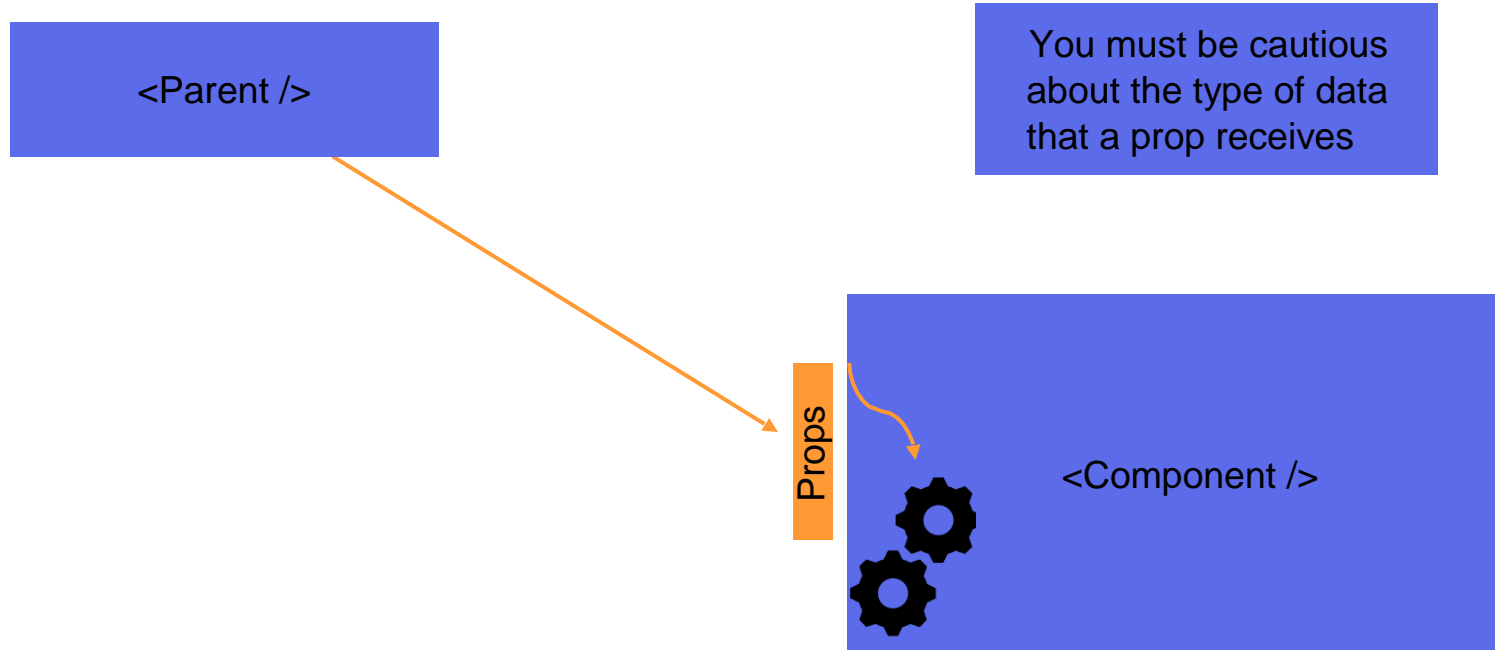 <Parent />
You must be cautious
about the type of data
that a prop receives
Props
<Component />